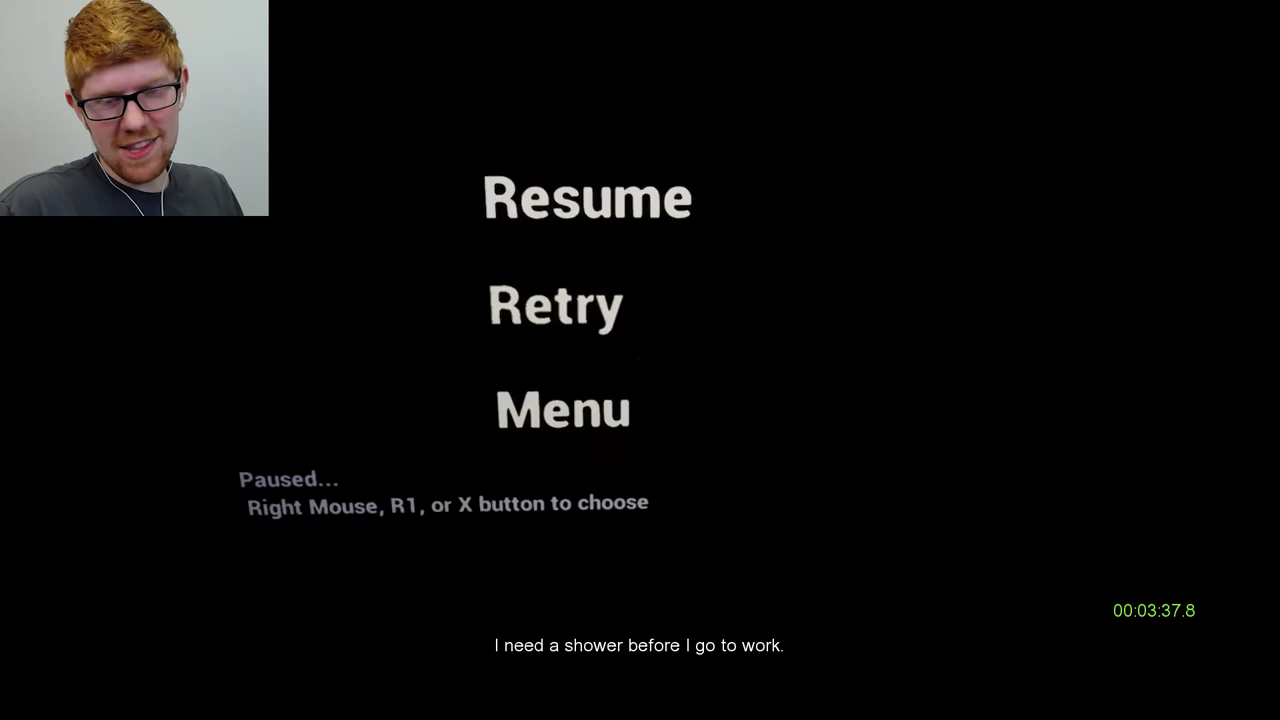 Resume
Retry
Menu
Paused...
Right Mouse, R1, or X button to choose
00:03:37.8
I need a shower before I go to work.